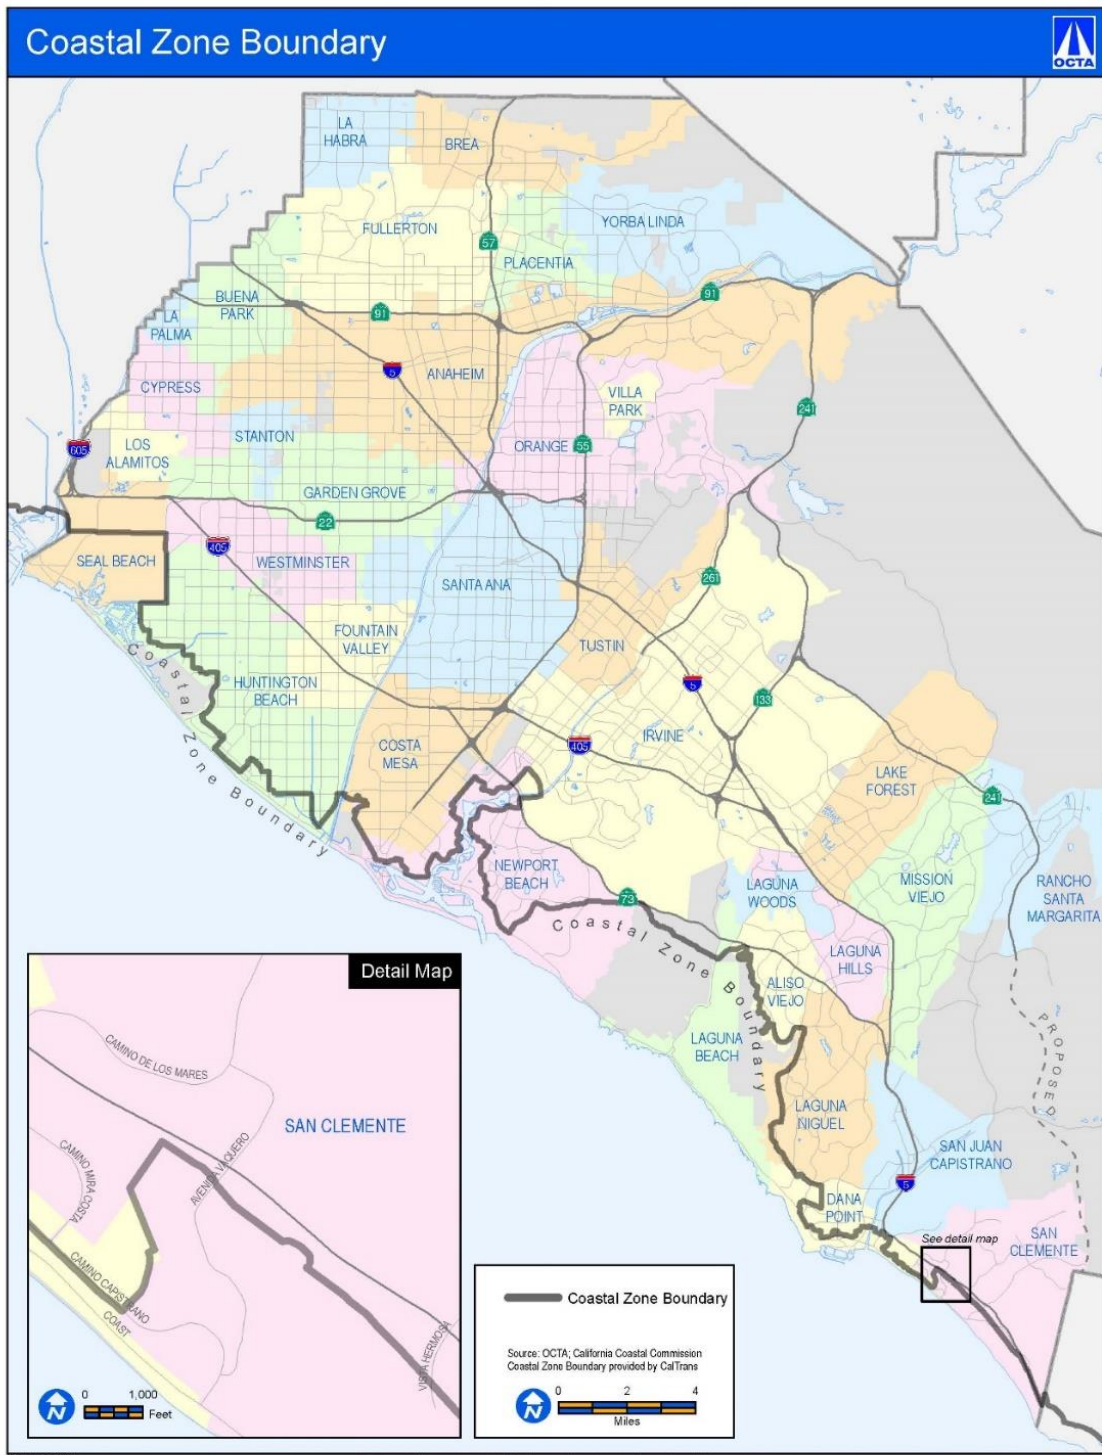 Coastal Zone Boundary
OCTA
LA
HABRA
BREA
FULLERTON
57
YORBA LINDA
PLACENTIA
BUENA
PARK
91
91
LA
PALMA
5
ANAHEIM
CYPRESS
VILLA
PARK
241
STANTON
ORANGE
55
605
LOS
ALAMITOS
GARDEN GROVE
22
405
SEAL BEACH
WESTMINSTER
SANTA ANA
261
FOUNTAIN
VALLEY
TUSTIN
Coastal Zone Boundary
HUNTINGTON
BEACH
5
133
COSTA
MESA
405
IRVINE
LAKE
FOREST
241
NEWPORT
BEACH
73
LAGUNA
WOODS
MISSION
VIEJO
RANCHO
SANTA
MARGARITA
Coastal Zone Boundary
LAGUNA
HILLS
ALISO
VIEJO
LAGUNA
BEACH
PROPOSED
LAGUNA
NIGUEL
SAN JUAN
CAPISTRANO
5
DANA
POINT
See detail map
SAN
CLEMENTE
Detail Map
CAMINO DE LOS MARES
SAN CLEMENTE
CAMINO MIRA COSTA
AVENIDA VAQUERO
CAMINO CAPISTRANO
COAST
VISTA HERMOSA
N
0 1,000
Feet
Coastal Zone Boundary
Source: OCTA; California Coastal Commission
Coastal Zone Boundary provided by CalTrans
N
0 2 4
Miles